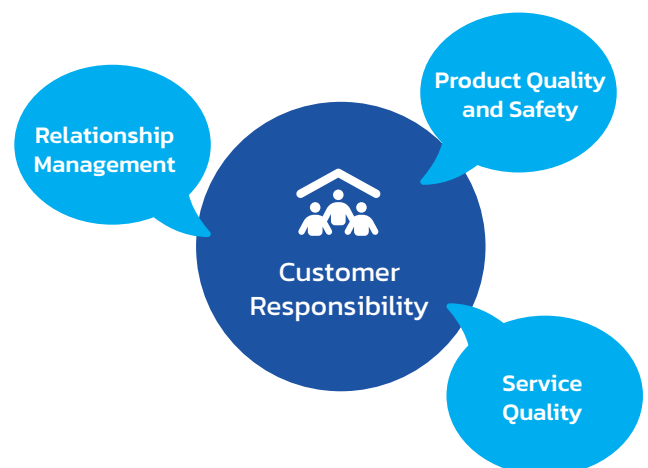 Product Quality
and Safety
Relationship
Management
Customer
Responsibility
Service
Quality